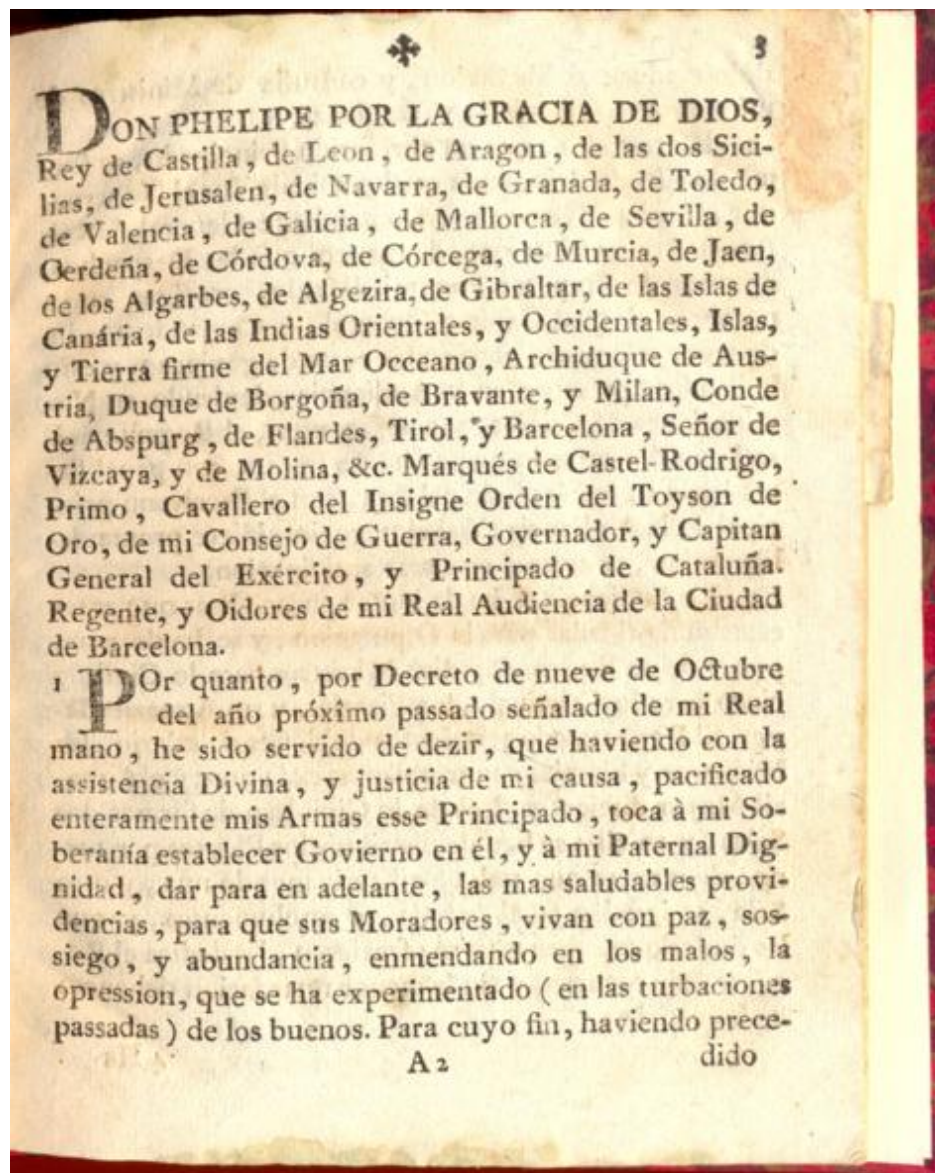 3
DON PHELIPE POR LA GRACIA DE DIOS,
Rey de Castilla, de Leon, de Aragon, de las dos Sici-
lias, de Jerusalen, de Navarra, de Granada, de Toledo,
de Valencia, de Galícia, de Mallorca, de Sevilla, de
Cerdeña, de Córdova, de Córcega, de Murcia, de Jaen,
de los Algarbes, de Algezira, de Gibraltar, de las Islas de
Canária, de las Indias Orientales, y Occidentales, Islas,
y Tierra firme del Mar Occeano, Archiduque de Aus-
tria, Duque de Borgoña, de Bravante, y Milan, Conde
de Abspurg, de Flandes, Tirol, y Barcelona, Señor de
Vizcaya, y de Molina, &c. Marqués de Castel-Rodrigo,
Primo, Cavallero del Insigne Orden del Toyson de
Oro, de mi Consejo de Guerra, Governador, y Capitan
General del Exército, y Principado de Cataluña.
Regente, y Oidores de mi Real Audiencia de la Ciudad
de Barcelona.
1 POr quanto, por Decreto de nueve de Octubre
del año próximo passado señalado de mi Real
mano, he sido servido de dezir, que haviendo con la
assistencia Divina, y justicia de mi causa, pacificado
enteramente mis Armas esse Principado, toca à mi So-
beranía establecer Govierno en él, y à mi Paternal Dig-
nidad, dar para en adelante, las mas saludables provi-
dencias, para que sus Moradores, vivan con paz, sos-
siego, y abundancia, enmendando en los malos, la
opression, que se ha experimentado (en las turbaciones
passadas) de los buenos. Para cuyo fin, haviendo prece-
A 2 dido